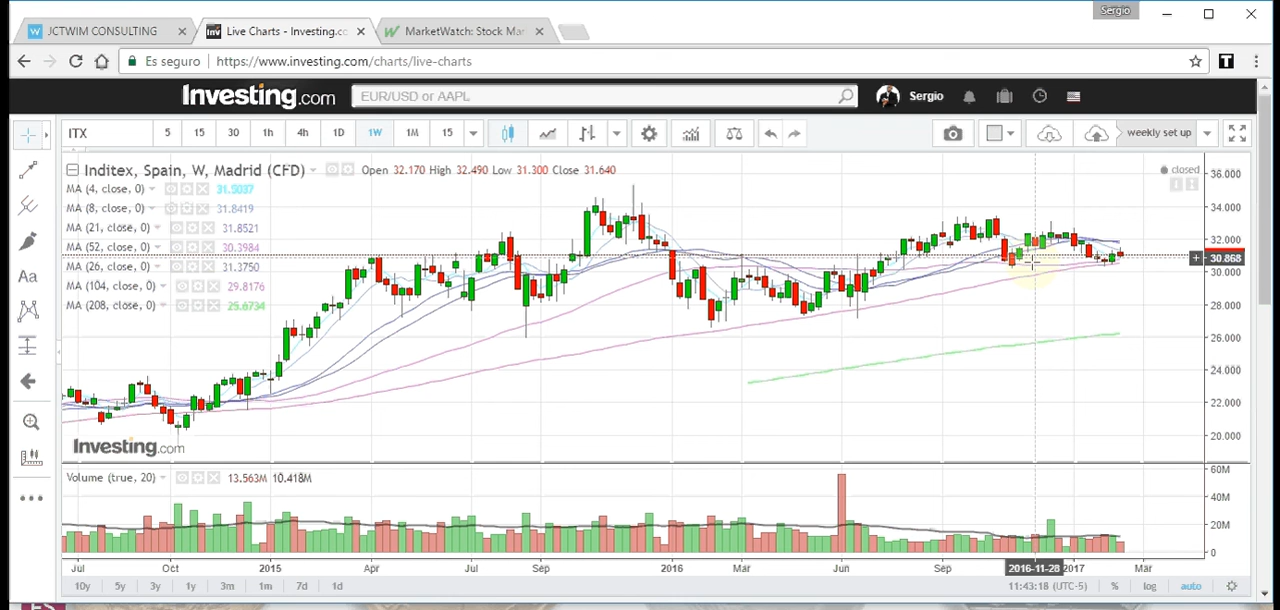 Sergio
JCTWIM CONSULTING
Live Charts - Investing.co
MarketWatch: Stock Mar
Es seguro
https://www.investing.com/charts/live-charts
Investing.com
EUR/USD or AAPL
Sergio
ITX 5 15 30 1h 4h 1D 1W 1M 15 weekly set up
Inditex, Spain, W, Madrid (CFD) Open 32.170 High 32.490 Low 31.300 Close 31.640
closed
MA (4, close, 0) 31.5037
MA (8, close, 0) 31.8419
MA (21, close, 0) 31.8521
MA (52, close, 0) 30.3984
MA (26, close, 0) 31.3750
MA (104, close, 0) 29.8176
MA (208, close, 0) 25.6734
36.000
34.000
32.000
30.868
30.000
28.000
26.000
24.000
22.000
20.000
Aa
Investing.com
Volume (true, 20) 13.563M 10.418M
60M
40M
20M
0
Jul Oct 2015 Apr Jul Sep 2016 Mar Jun Sep 2016-11-28 2017 Mar
10y 5y 3y 1y 3m 1m 7d 1d 11:43:18 (UTC-5) % log auto
ES